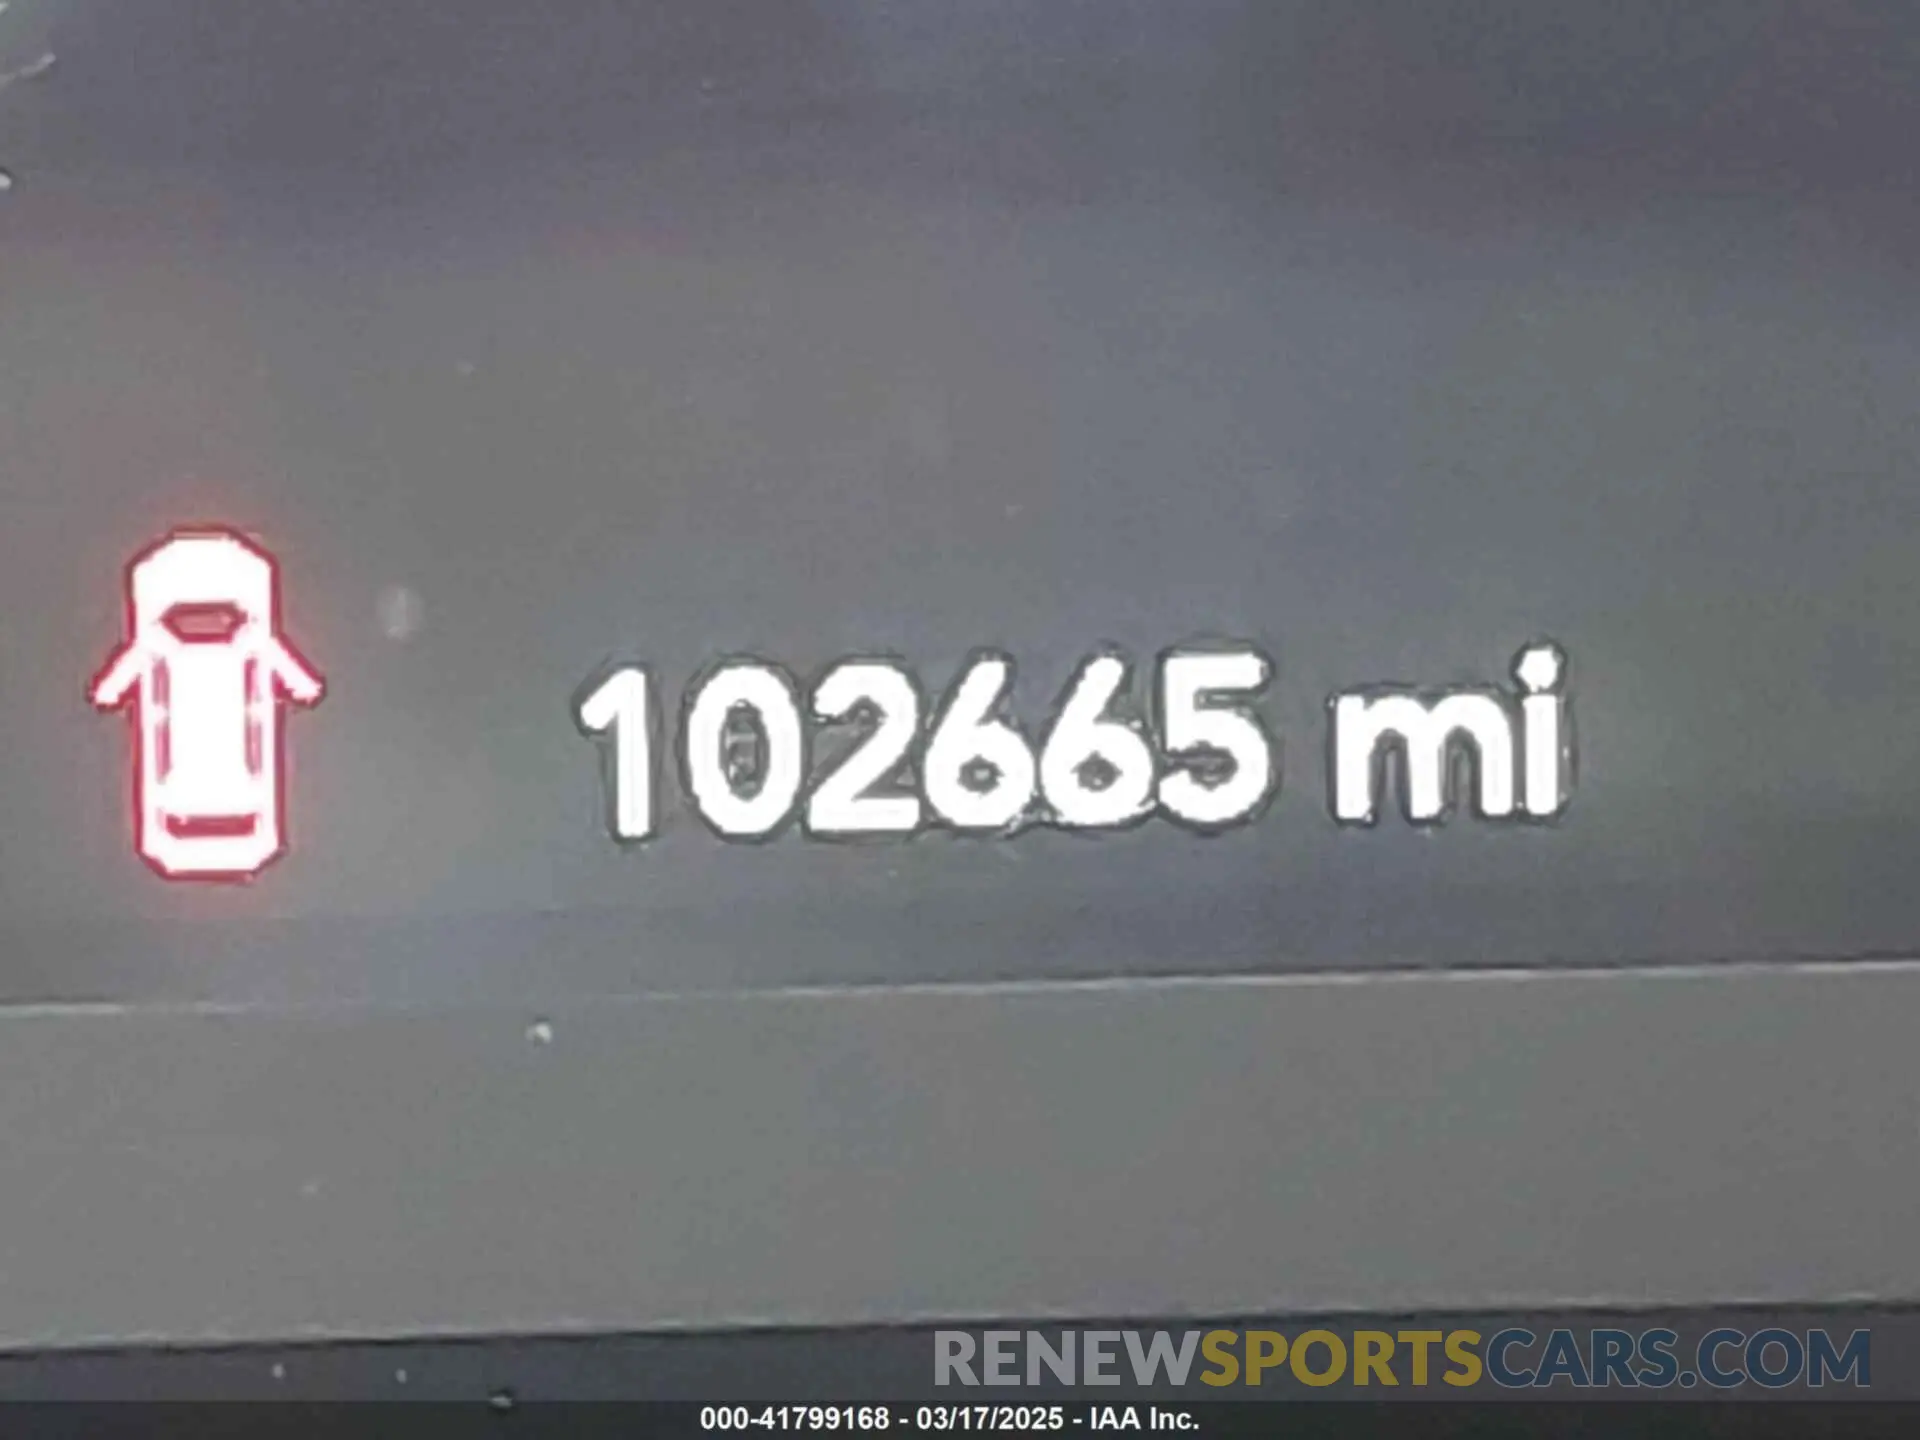 102665 mi
RENEWSPORTSCARS.COM
000-41799168 - 03/17/2025 - IAA Inc.